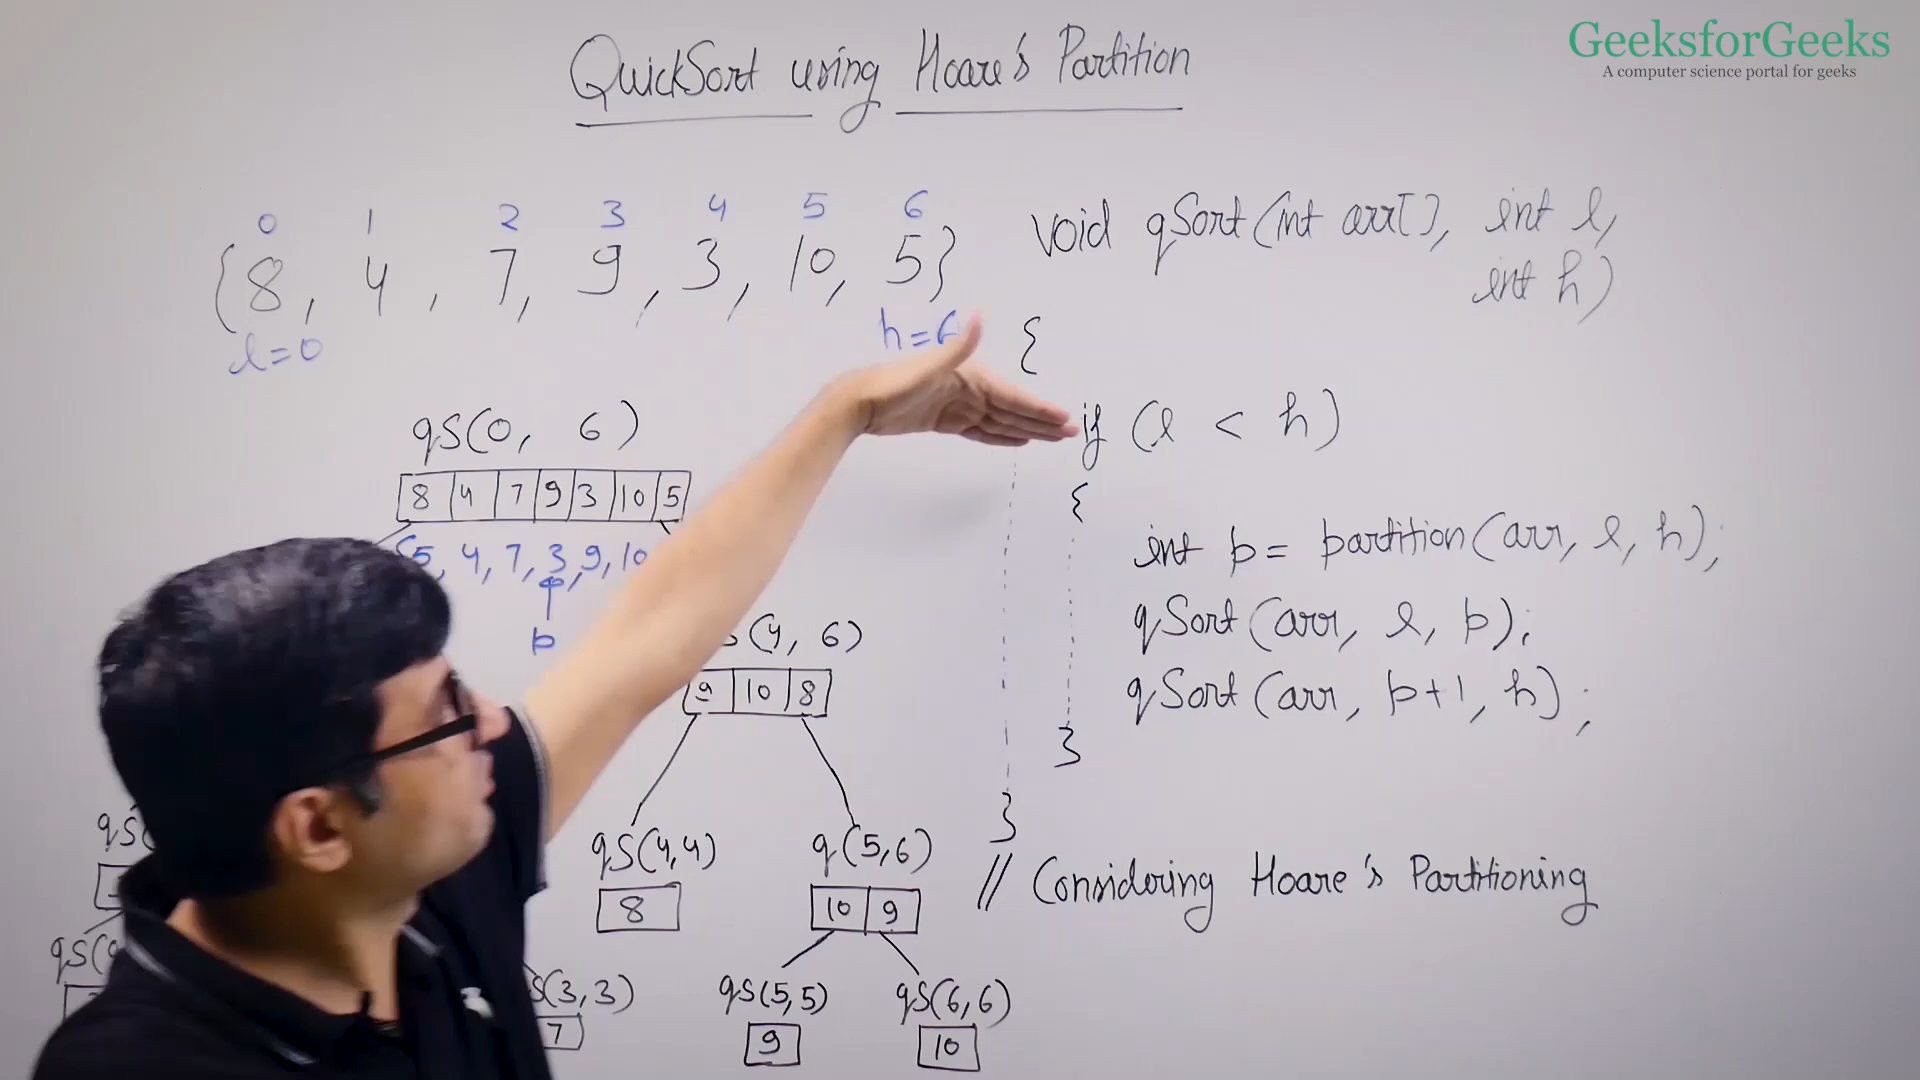 GeeksforGeeks
A computer science portal for geeks
QuickSort using Hoare's Partition
0 1 2 3 4 5 6
{8, 4, 7, 9, 3, 10, 5}
l=0
qS(0, 6)
8 4 7 9 3 10 5
5, 4, 7, 3, 9, 10
p
(4, 6)
9 10 8
qS(4,4)
8
q(5,6)
10 9
(3,3)
7
qS(5,5)
9
qS(6,6)
10
void qSort(int arr[], int l,
int h)
{
if (l < h)
{
int p = partition(arr, l, h);
qSort(arr, l, p);
qSort(arr, p+1, h);
}
}
// Considering Hoare's Partitioning